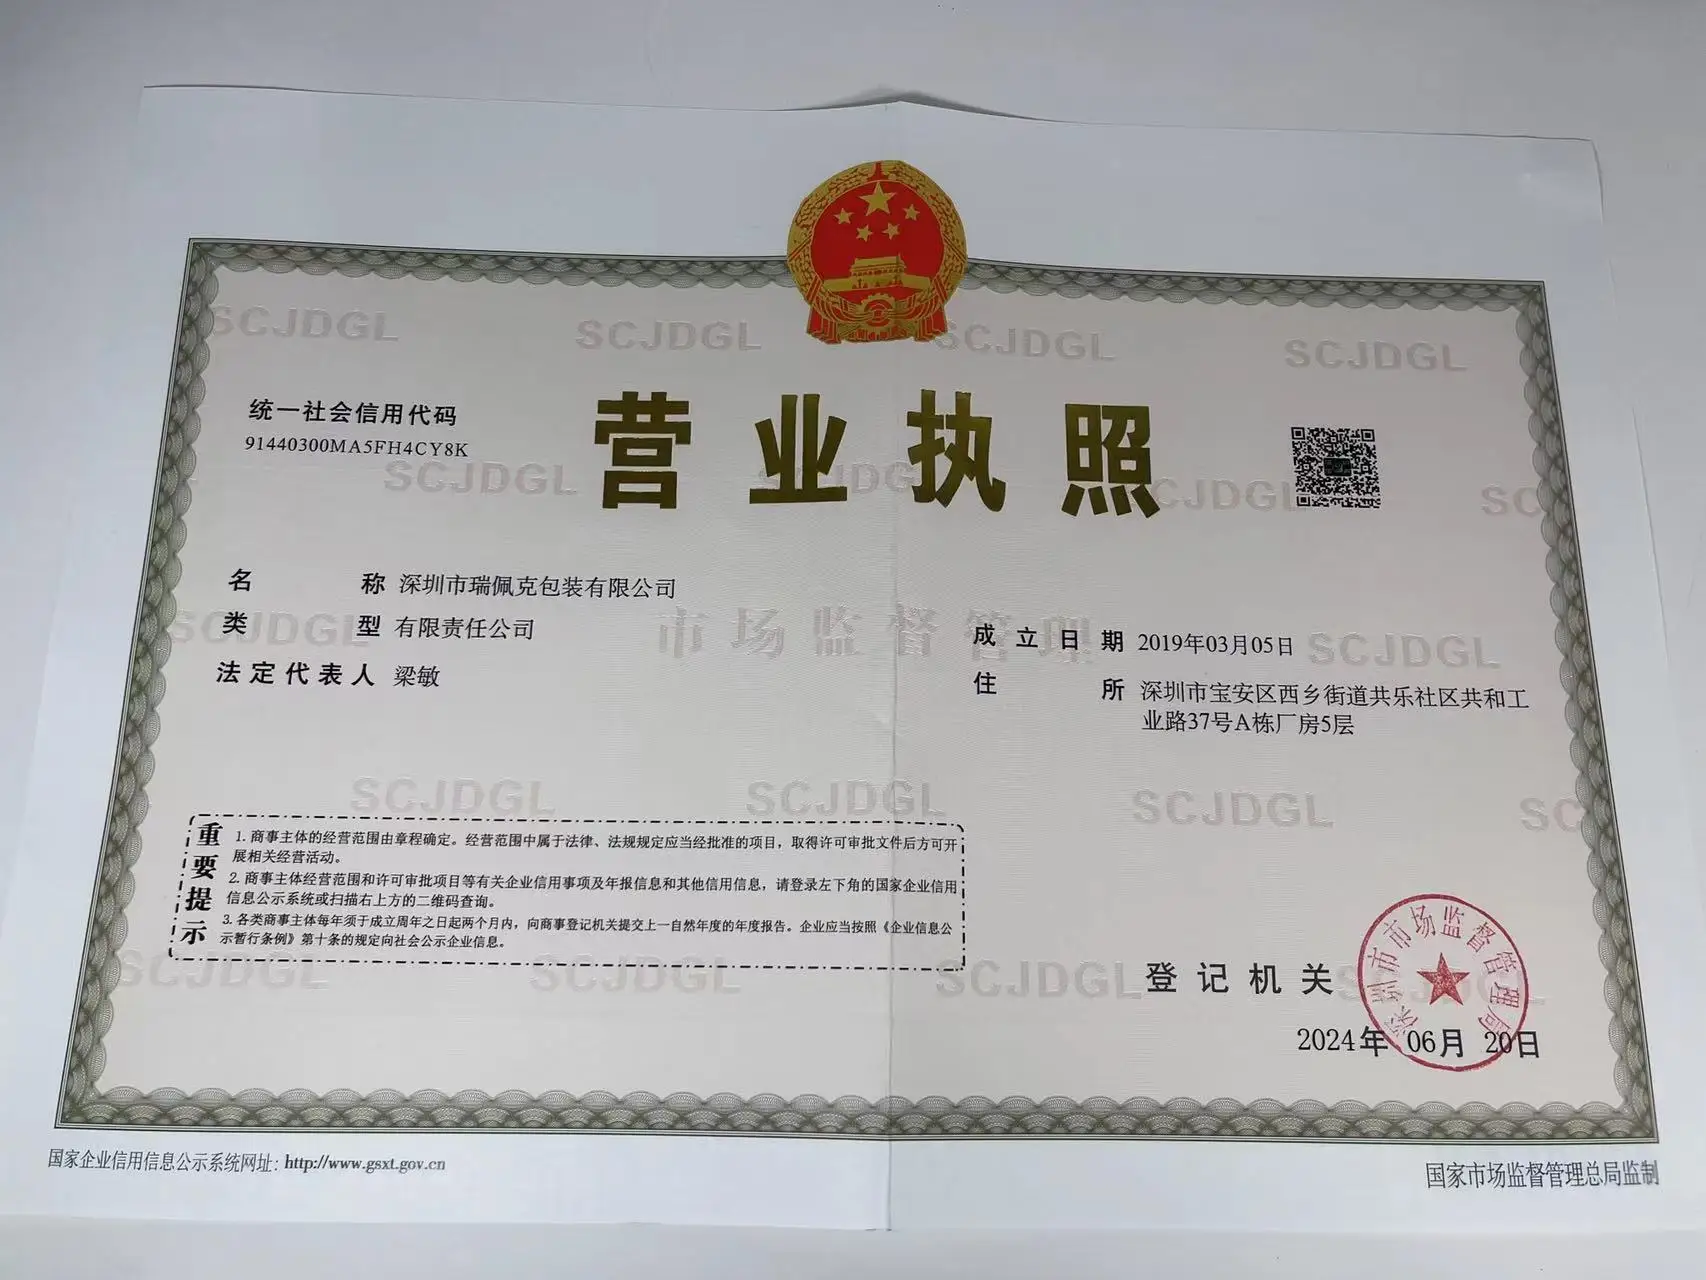 SCJDGL SCJDGL SCJDGL SCJDGL
统一社会信用代码
91440300MA5FH4CY8K
营业执照
SCJDGL SCJDGL SCJDGL
名称 深圳市瑞佩克包装有限公司
类型 有限责任公司
法定代表人 梁敏
市场监督管理
成立日期 2019年03月05日
住所 深圳市宝安区西乡街道共乐社区共和工
业路37号A栋厂房5层
SCJDGL SCJDGL
SCJDGL SCJDGL SCJDGL
重要提示
1. 商事主体的经营范围由章程确定。经营范围中属于法律、法规规定应当经批准的项目，取得许可审批文件后方可开
展相关经营活动。
2. 商事主体经营范围和许可审批项目等有关企业信用事项及年报信息和其他信用信息，请登录左下角的国家企业信用
信息公示系统或扫描右上方的二维码查询。
3. 各类商事主体每年须于成立周年之日起两个月内，向商事登记机关提交上一自然年度的年度报告。企业应当按照《企业信息公
示暂行条例》第十条的规定向社会公示企业信息。
SCJDGL SCJDGL SCJDGL
登记机关
深圳市市场监督管理局
2024年06月20日
国家企业信用信息公示系统网址：http://www.gsxt.gov.cn
国家市场监督管理总局监制